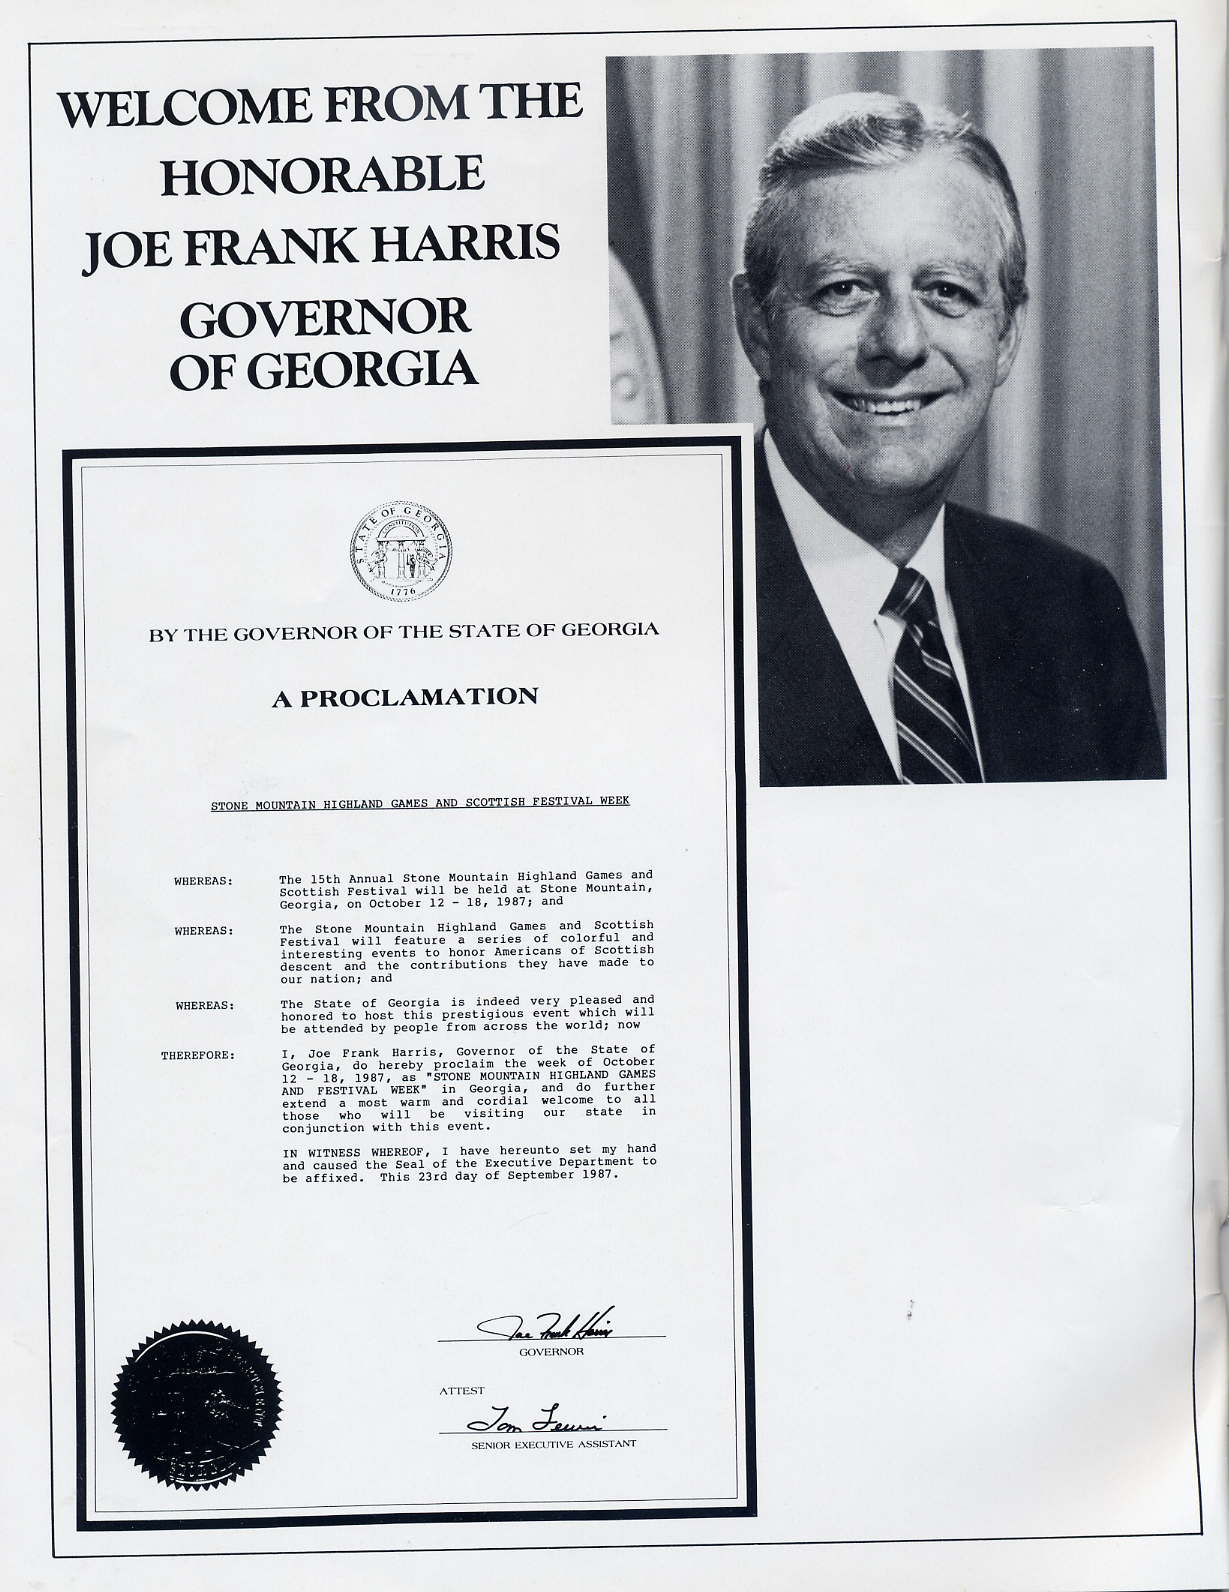 WELCOME FROM THE
HONORABLE
JOE FRANK HARRIS
GOVERNOR
OF GEORGIA
STATE OF GEORGIA
CONSTITUTION
1776
BY THE GOVERNOR OF THE STATE OF GEORGIA
A PROCLAMATION
STONE MOUNTAIN HIGHLAND GAMES AND SCOTTISH FESTIVAL WEEK
WHEREAS: The 15th Annual Stone Mountain Highland Games and
Scottish Festival will be held at Stone Mountain,
Georgia, on October 12 - 18, 1987; and
WHEREAS: The Stone Mountain Highland Games and Scottish
Festival will feature a series of colorful and
interesting events to honor Americans of Scottish
descent and the contributions they have made to
our nation; and
WHEREAS: The State of Georgia is indeed very pleased and
honored to host this prestigious event which will
be attended by people from across the world; now
THEREFORE: I, Joe Frank Harris, Governor of the State of
Georgia, do hereby proclaim the week of October
12 - 18, 1987, as "STONE MOUNTAIN HIGHLAND GAMES
AND FESTIVAL WEEK" in Georgia, and do further
extend a most warm and cordial welcome to all
those who will be visiting our state in
conjunction with this event.
IN WITNESS WHEREOF, I have hereunto set my hand
and caused the Seal of the Executive Department to
be affixed. This 23rd day of September 1987.
Joe Frank Harris
GOVERNOR
ATTEST
Tom
SENIOR EXECUTIVE ASSISTANT